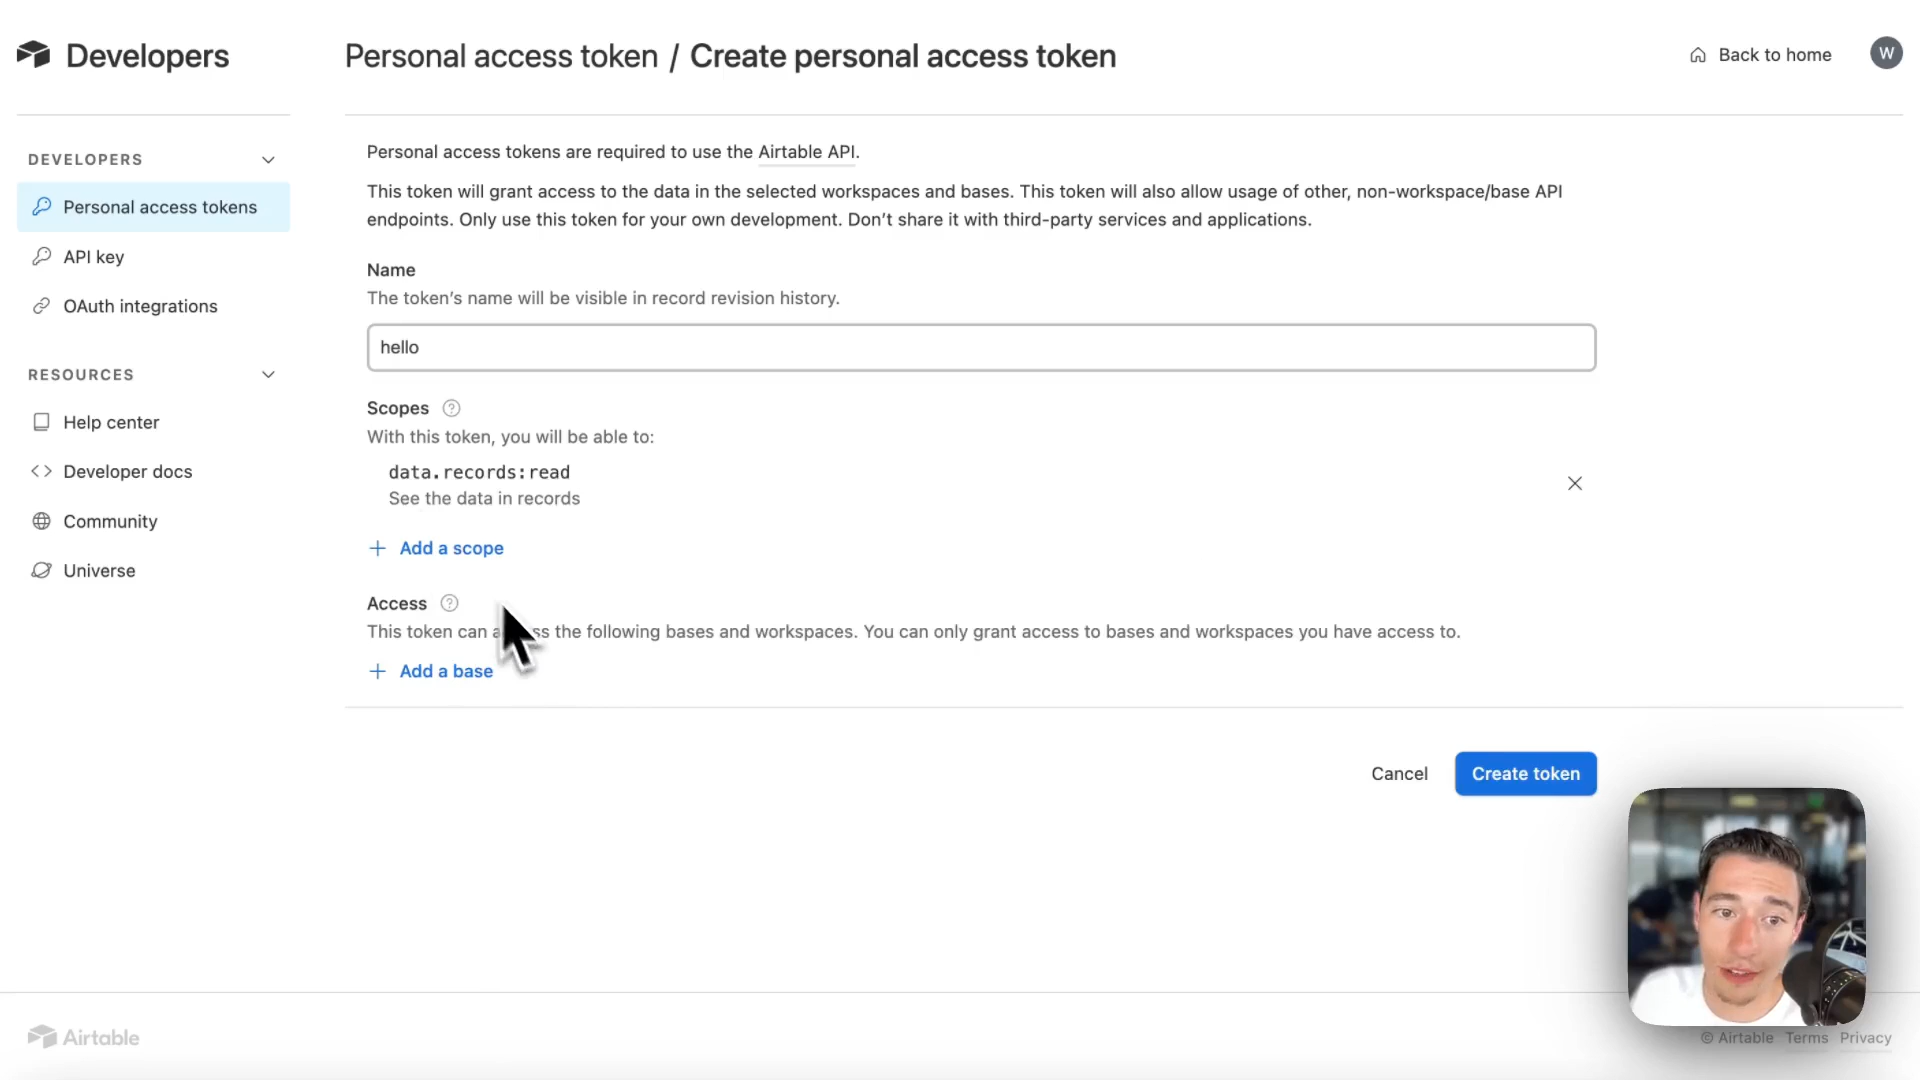 Developers
Personal access token / Create personal access token
Back to home
W
DEVELOPERS
Personal access tokens
API key
OAuth integrations
RESOURCES
Help center
Developer docs
Community
Universe
Personal access tokens are required to use the Airtable API.
This token will grant access to the data in the selected workspaces and bases. This token will also allow usage of other, non-workspace/base API
endpoints. Only use this token for your own development. Don’t share it with third-party services and applications.
Name
The token’s name will be visible in record revision history.
hello
Scopes
With this token, you will be able to:
data.records:read
See the data in records
Add a scope
Access
This token can the following bases and workspaces. You can only grant access to bases and workspaces you have access to.
Add a base
Cancel
Create token
Airtable
© Airtable Terms Privacy